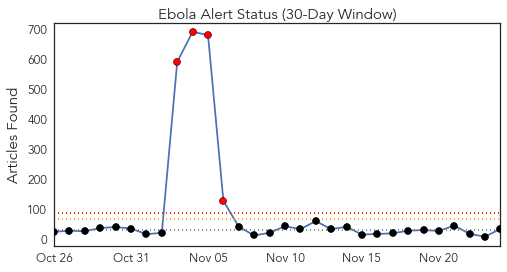 Ebola Alert Status (30-Day Window)
Articles Found
700
600
500
400
300
200
100
0
Oct 26
Oct 31
Nov 05
Nov 10
Nov 15
Nov 20